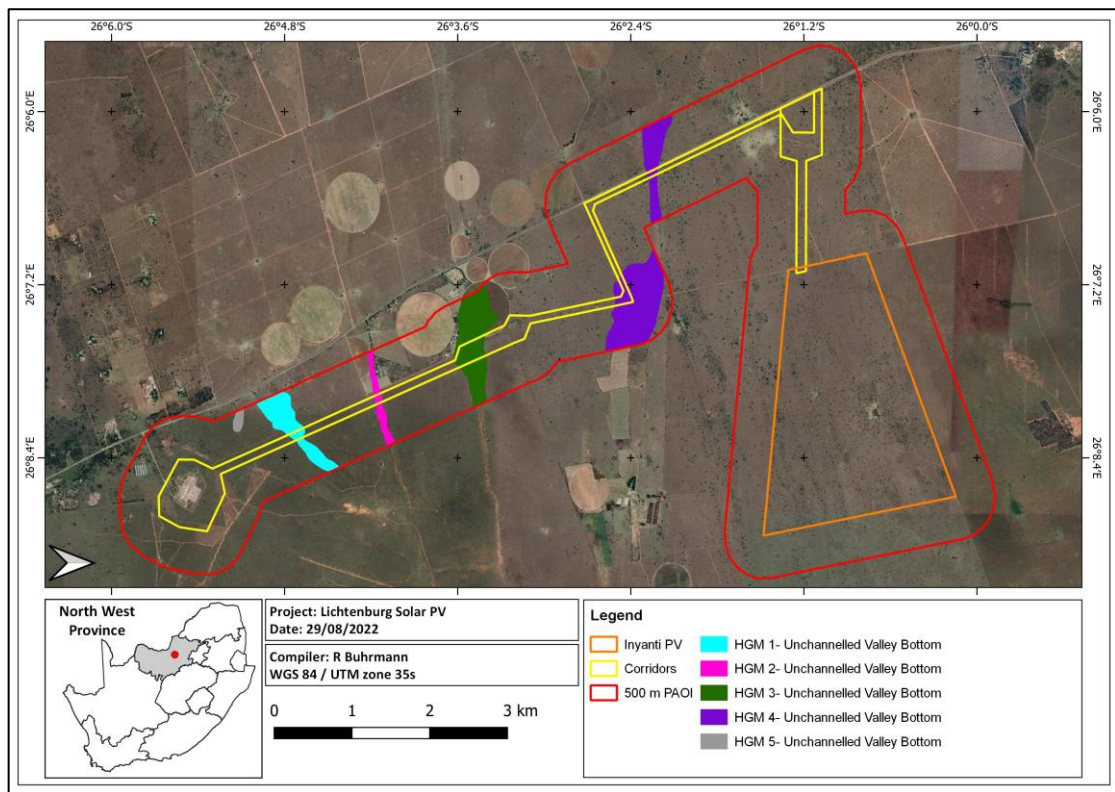 26°6.0'S 26°4.8'S 26°3.6'S 26°2.4'S 26°1.2'S 26°0.0'S
26°6.0'E
26°7.2'E
26°8.4'E
26°6.0'E
26°7.2'E
26°8.4'E
North West
Province
Project: Lichtenburg Solar PV
Date: 29/08/2022
Compiler: R Buhrmann
WGS 84 / UTM zone 35s
0 1 2 3 km
Legend
Inyanti PV
Corridors
500 m PAOI
HGM 1- Unchannelled Valley Bottom
HGM 2- Unchannelled Valley Bottom
HGM 3- Unchannelled Valley Bottom
HGM 4- Unchannelled Valley Bottom
HGM 5- Unchannelled Valley Bottom